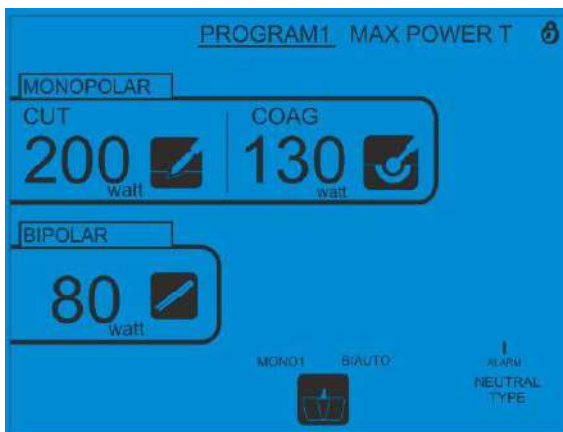 PROGRAM1 MAX POWER T
MONOPOLAR
CUT COAG
200 130
watt watt
BIPOLAR
80
watt
MONO1 BIAUTO
ALARM
NEUTRAL
TYPE